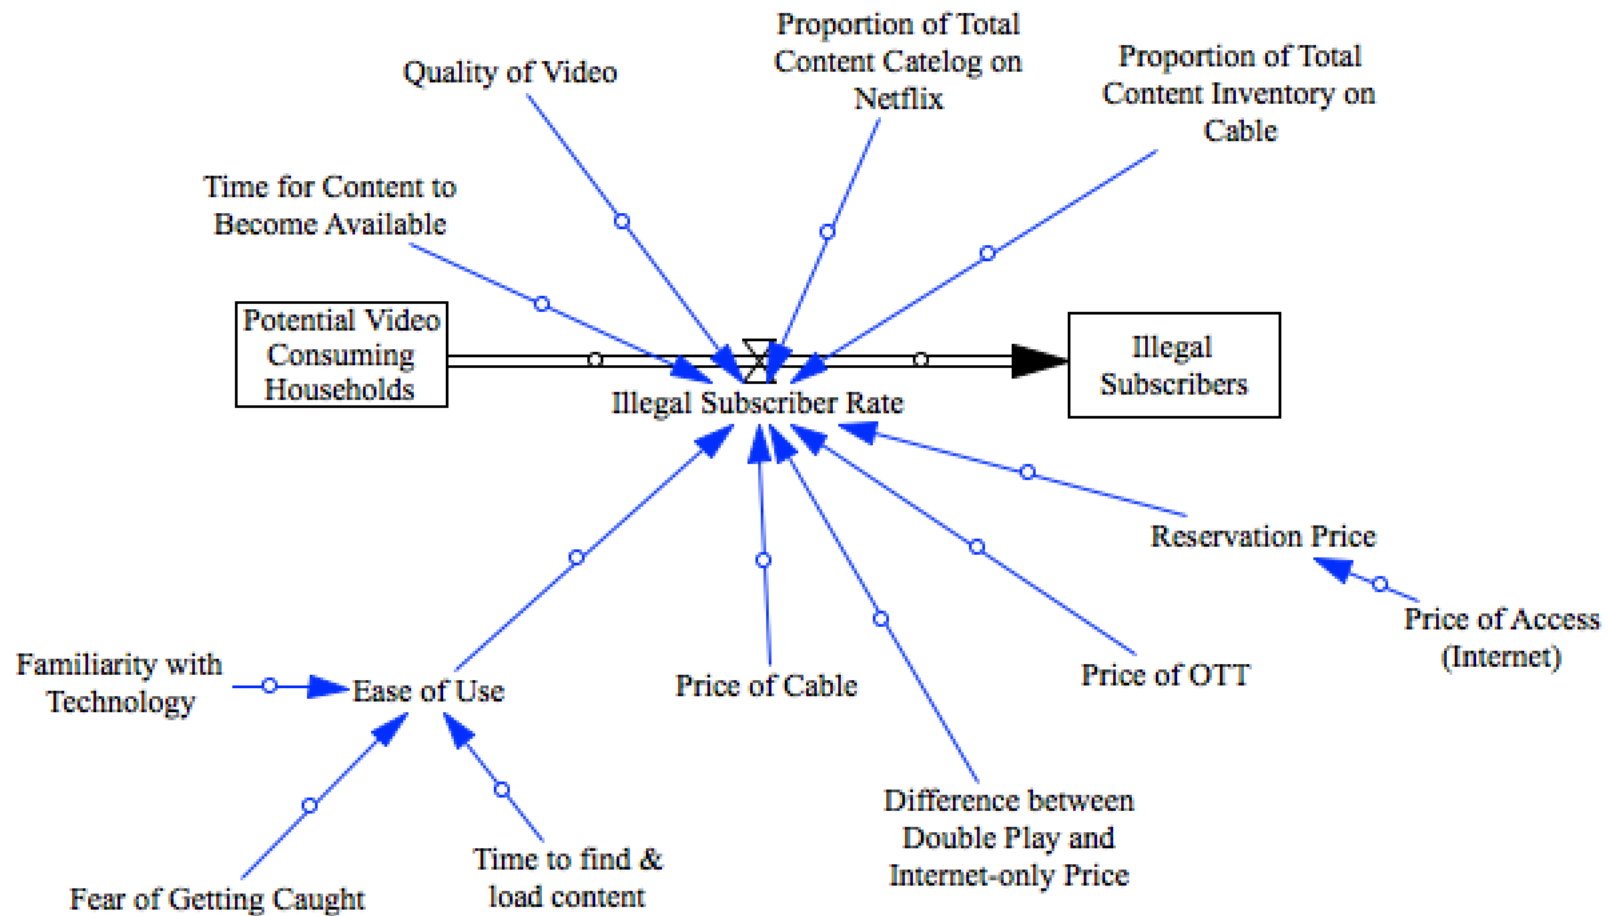 Proportion of Total
Content Catelog on
Netflix
Quality of Video
Proportion of Total
Content Inventory on
Cable
Time for Content to
Become Available
Potential Video
Consuming
Households
Illegal
Subscribers
Illegal Subscriber Rate
Reservation Price
Price of Access
(Internet)
Familiarity with
Technology
Ease of Use
Price of Cable
Price of OTT
Difference between
Double Play and
Internet-only Price
Time to find &
load content
Fear of Getting Caught